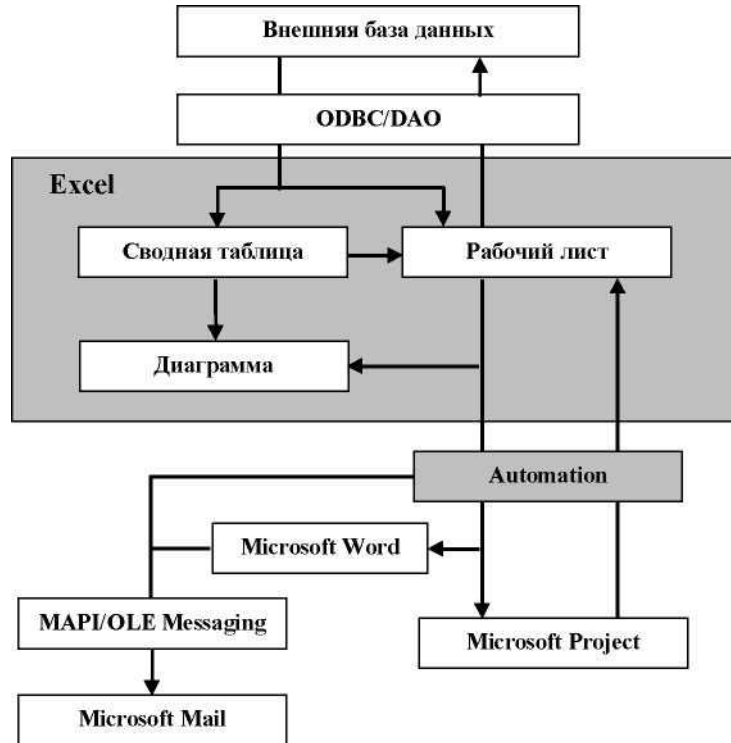 Внешняя база данных
ODBC/DAO
Excel
Сводная таблица
Рабочий лист
Диаграмма
Automation
Microsoft Word
MAPI/OLE Messaging
Microsoft Project
Microsoft Mail